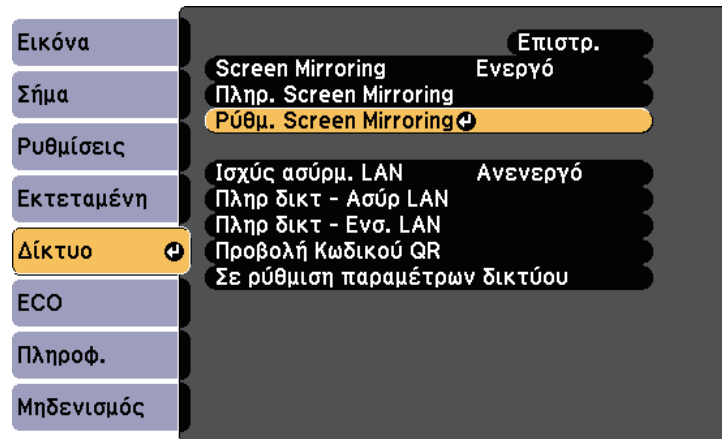 Εικόνα
Σήμα
Ρυθμίσεις
Εκτεταμένη
Δίκτυο
ECO
Πληροφ.
Μηδενισμός
Επιστρ.
Screen Mirroring Ενεργό
Πληρ. Screen Mirroring
Ρύθμ. Screen Mirroring
Ισχύς ασύρμ. LAN Ανενεργό
Πληρ δικτ - Ασύρ LAN
Πληρ δικτ - Ενσ. LAN
Προβολή Κωδικού QR
Σε ρύθμιση παραμέτρων δικτύου